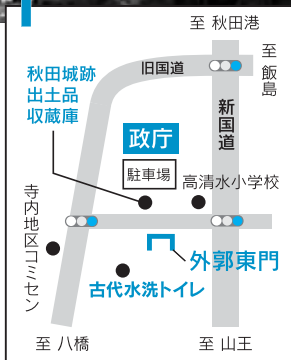 至 秋田港
至飯島
旧国道
秋田城跡
出土品
収蔵庫
新国道
政庁
駐車場
高清水小学校
寺内地区コミセン
外郭東門
古代水洗トイレ
至 八橋
至 山王